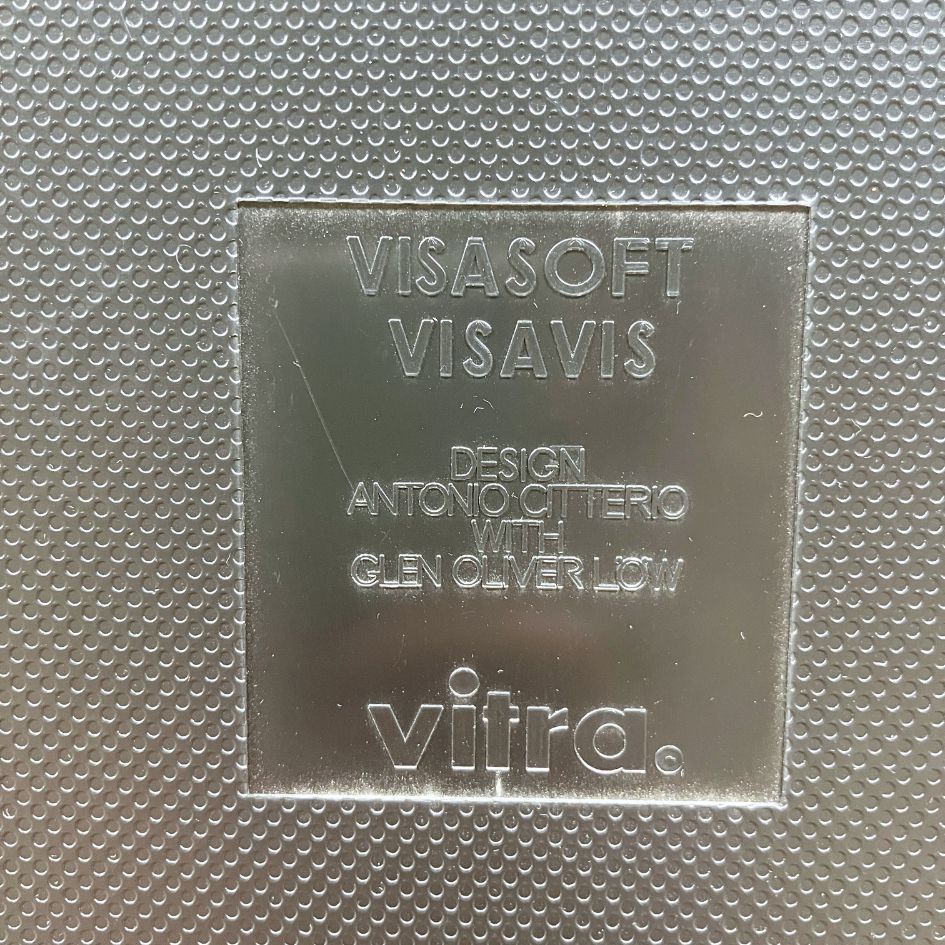 VISASOFT
VISAVIS
DESIGN
ANTONIO CITTERIO
WITH
GLEN OLIVER LÖW
vitra.